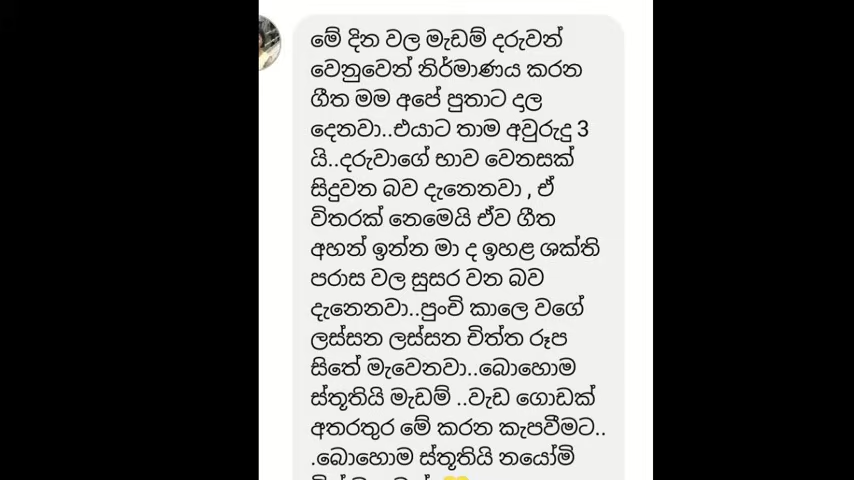 මේ දින වල මැඩම් දරුවන්
වෙනුවෙන් නිර්මාණය කරන
ගීත මම අපේ පුතාට දාල
දෙනවා..එයාට තාම අවුරුදු 3
යි..දරුවාගේ භාව වෙනසක්
සිදුවන බව දැනෙනවා , ඒ
විතරක් නෙමෙයි ඒව ගීත
අහන් ඉන්න මා ද ඉහළ ශක්ති
පරාස වල සුසර වන බව
දැනෙනවා..පුංචි කාලෙ වගේ
ලස්සන ලස්සන චිත්ත රූප
සිතේ මැවෙනවා..බොහොම
ස්තූතියි මැඩම් ..වැඩ ගොඩක්
අතරතුර මේ කරන කැපවීමට..
.බොහොම ස්තූතියි නයෝමි